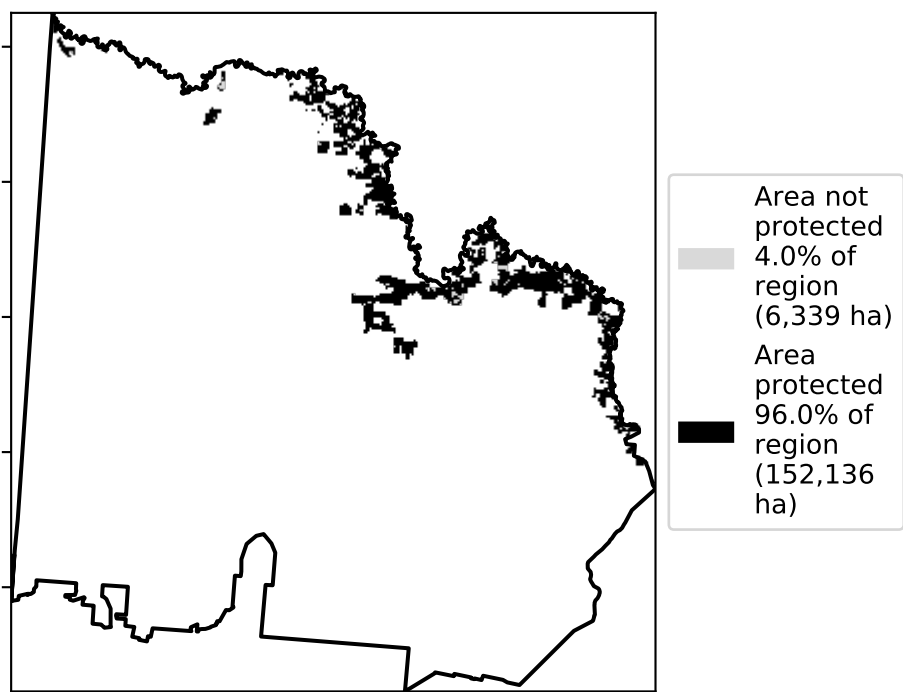 Area not
protected
4.0% of
region
(6,339 ha)
Area
protected
96.0% of
region
(152,136
ha)